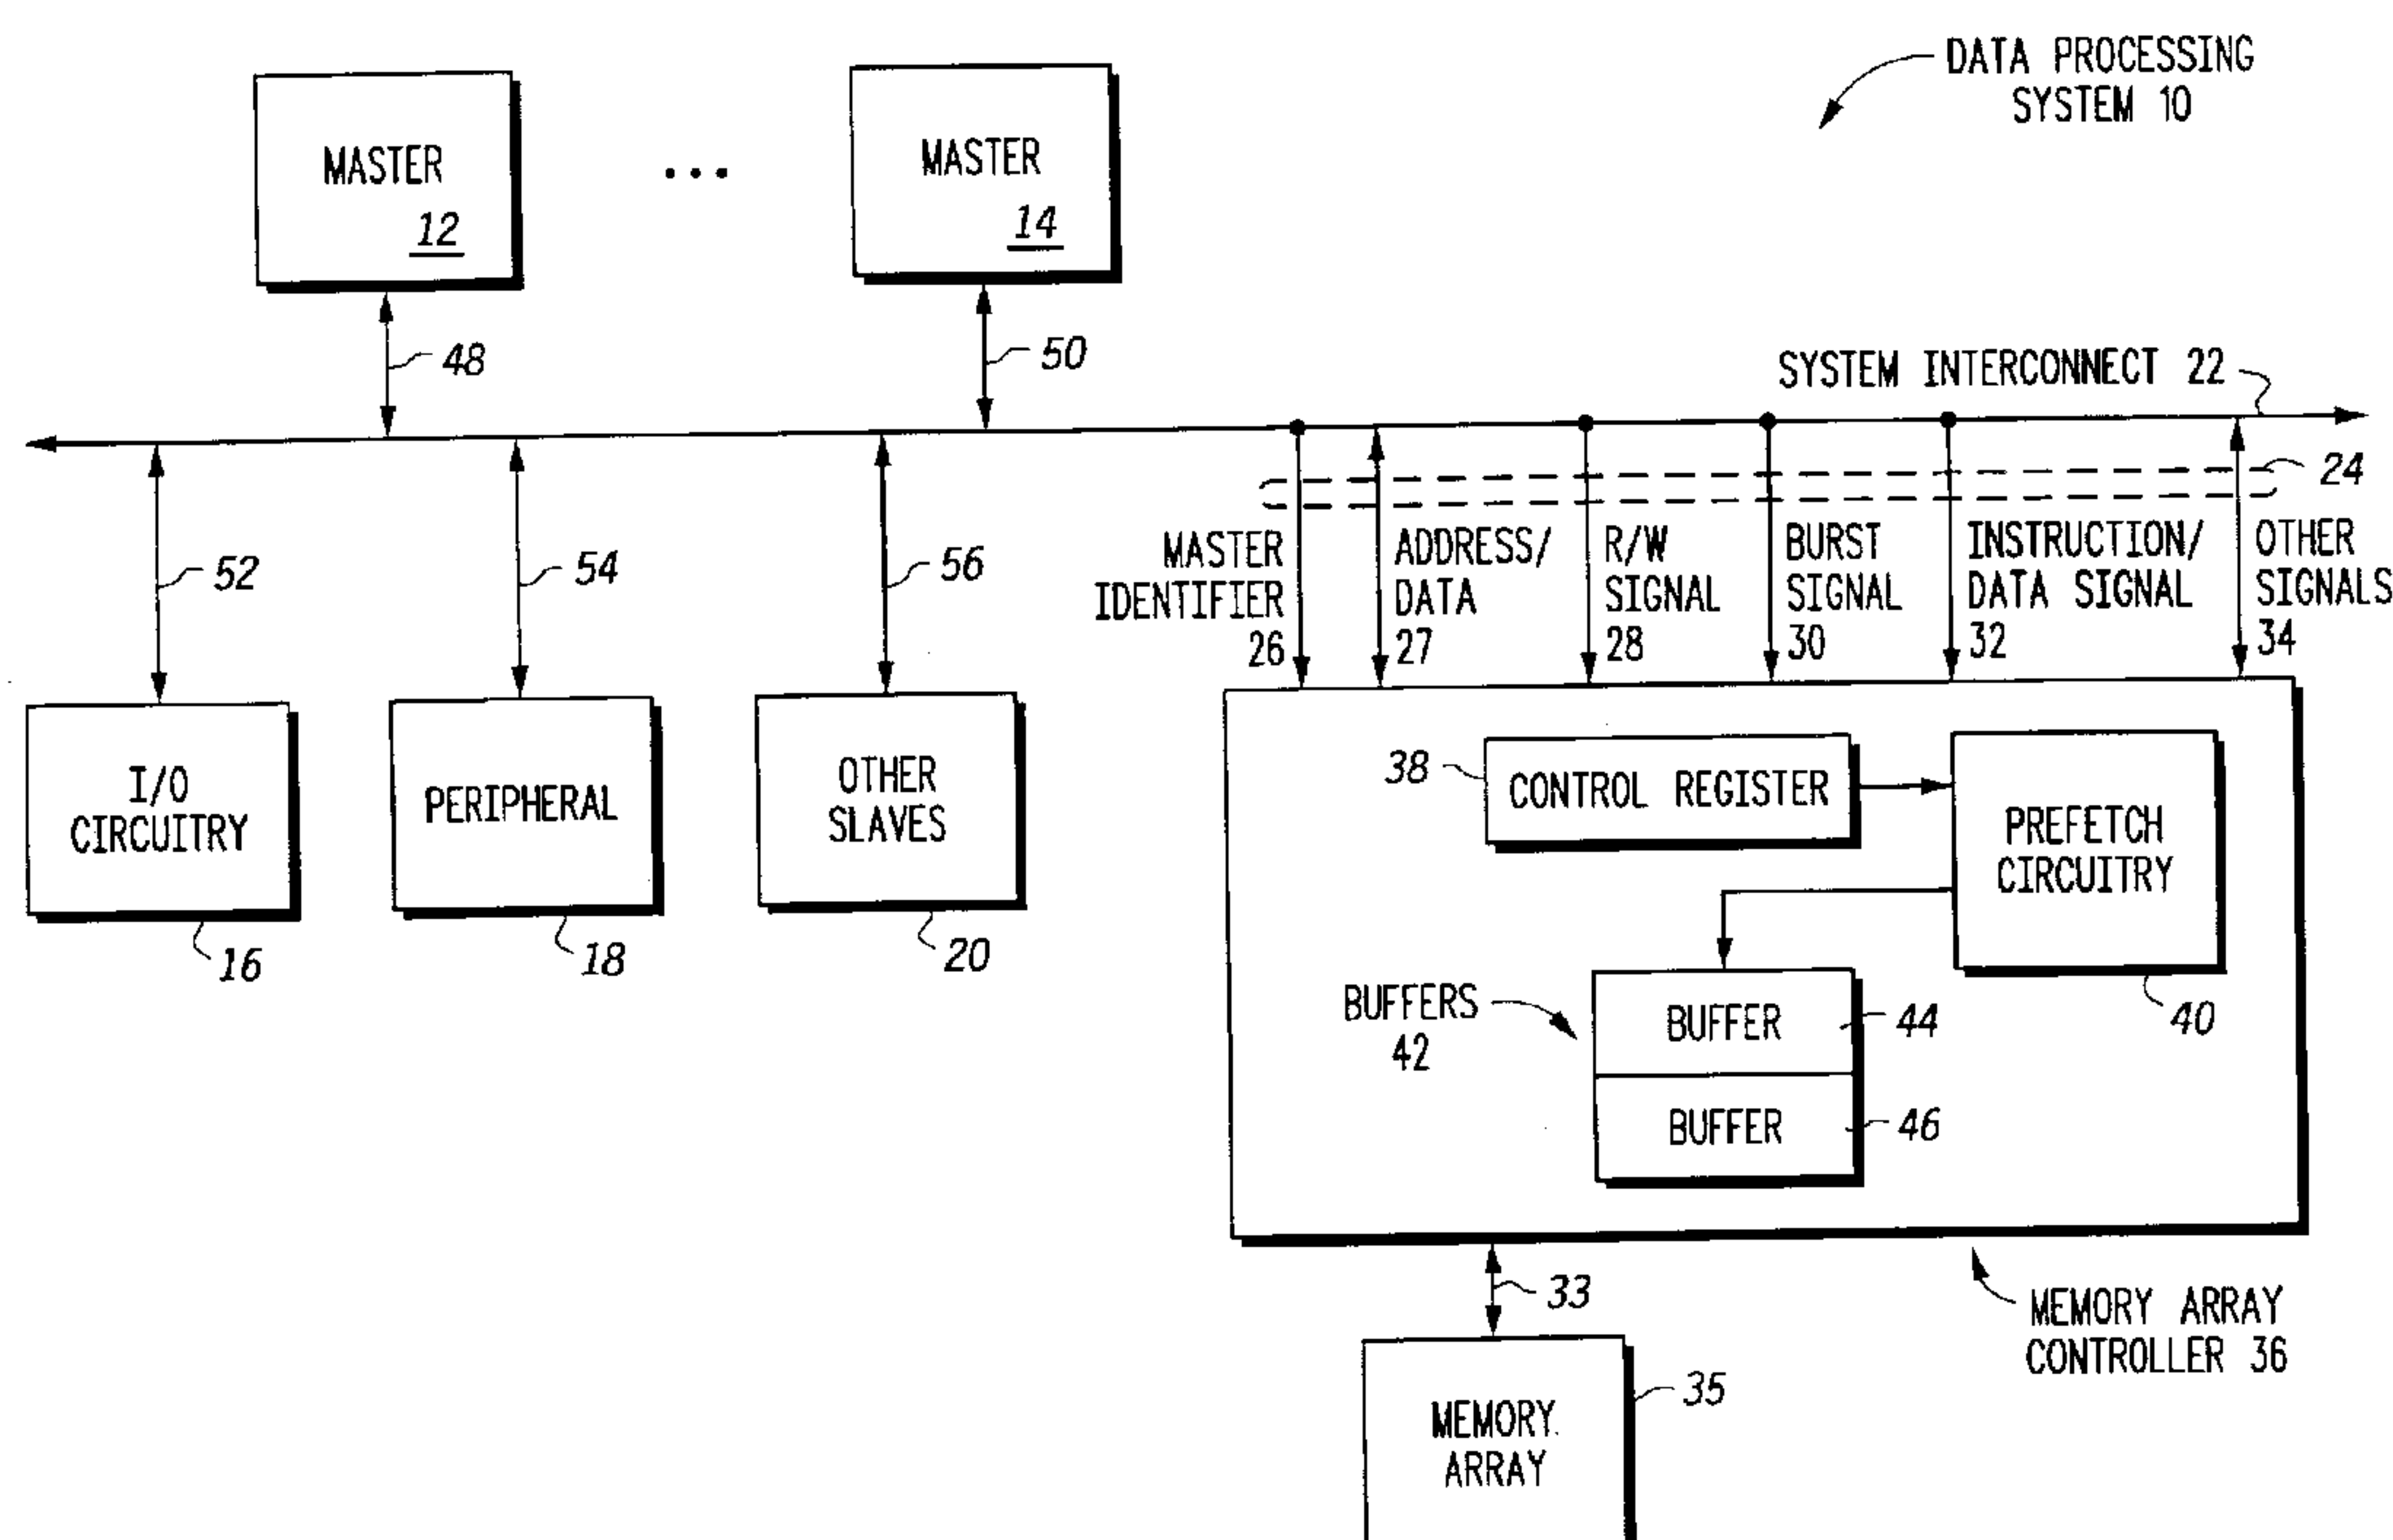 DATA PROCESSING
SYSTEM 10
MASTER
12
...
MASTER
14
48
50
SYSTEM INTERCONNECT 22
24
52
54
56
MASTER
IDENTIFIER
26
ADDRESS/
DATA
27
R/W
SIGNAL
28
BURST
SIGNAL
30
INSTRUCTION/
DATA SIGNAL
32
OTHER
SIGNALS
34
I/O
CIRCUITRY
16
PERIPHERAL
18
OTHER
SLAVES
20
38
CONTROL REGISTER
PREFETCH
CIRCUITRY
40
BUFFERS
42
BUFFER
44
BUFFER
46
33
MEMORY ARRAY
CONTROLLER 36
MEMORY
ARRAY
35